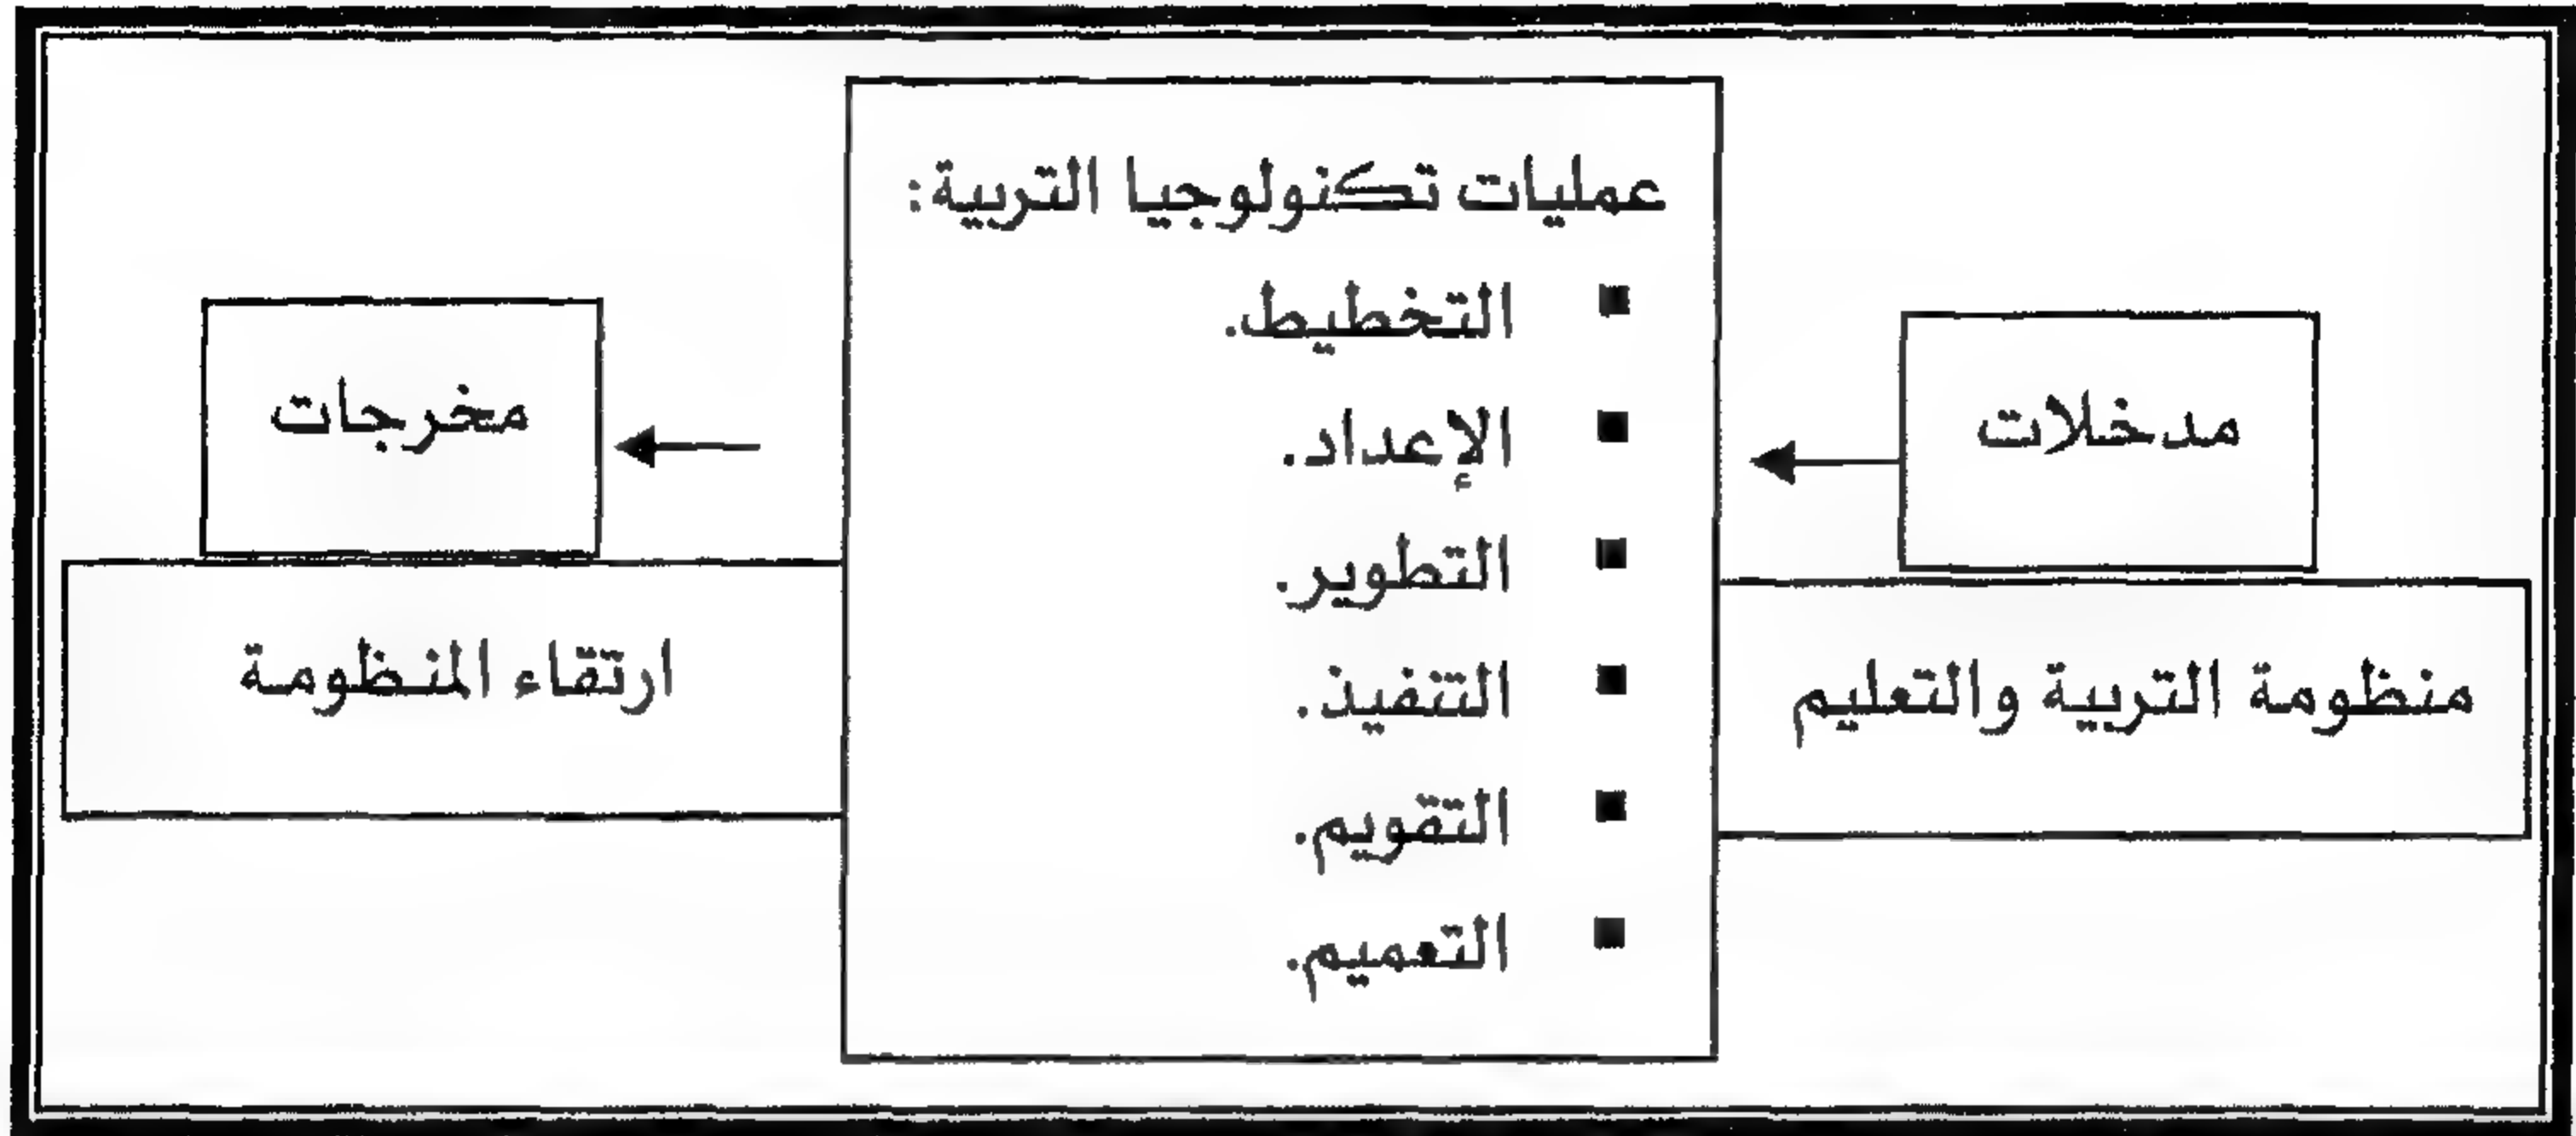 عمليات تكنولوجيا التربية:
▪ التخطيط.
▪ الإعداد.
▪ التطوير.
▪ التنفيذ.
▪ التقويم.
▪ التعميم.
مدخلات
منظومة التربية والتعليم
مخرجات
ارتقاء المنظومة